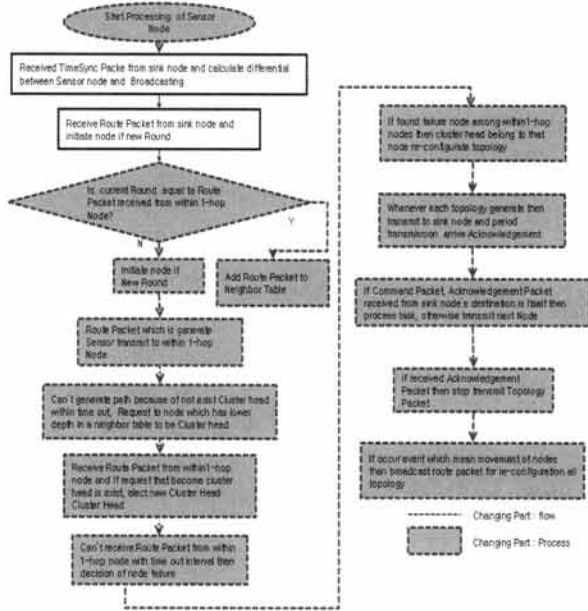 Start Processing of Sensor
Node
Received TimeSync Packe from sink node and calculate differential
between Sensor node and Broadcasting
Receive Route Packet from sink node and
initiate node if new Round
Is current Round equal to Route
Packet received from within 1-hop
Node?
Y
N
Initiate node if
New Round
Add Route Packet to
Neighbor Table
Route Packet which is generate
Sensor transmit to within 1-hop
Node
Can't generate path because of not exist Cluster head
within time out, Request to node which has lower
depth in a neighbor table to be Cluster head
Receive Route Packet from within1-hop
node and If request that become cluster
head is exist, elect new Cluster Head
Cluster Head
Can't receive Route Packet from within
1-hop node with time out interval then
decision of node failure
If found failure node among within1-hop
nodes then cluster head belong to that
node re-configurate topology
Whenever each topology generate then
transmit to sink node and period
transmission arrive Acknowledgement
If Command Packet, Acknowledgement Packet
received from sink node's destination is itself then
process task, otherwise transmit next Node
If received Acknowledgement
Packet then stop transmit Topology
Packet
If occur event which mean movement of nodes
then broadcast route packet for re-configuration all
topology
Changing Part : flow
Changing Part : Process